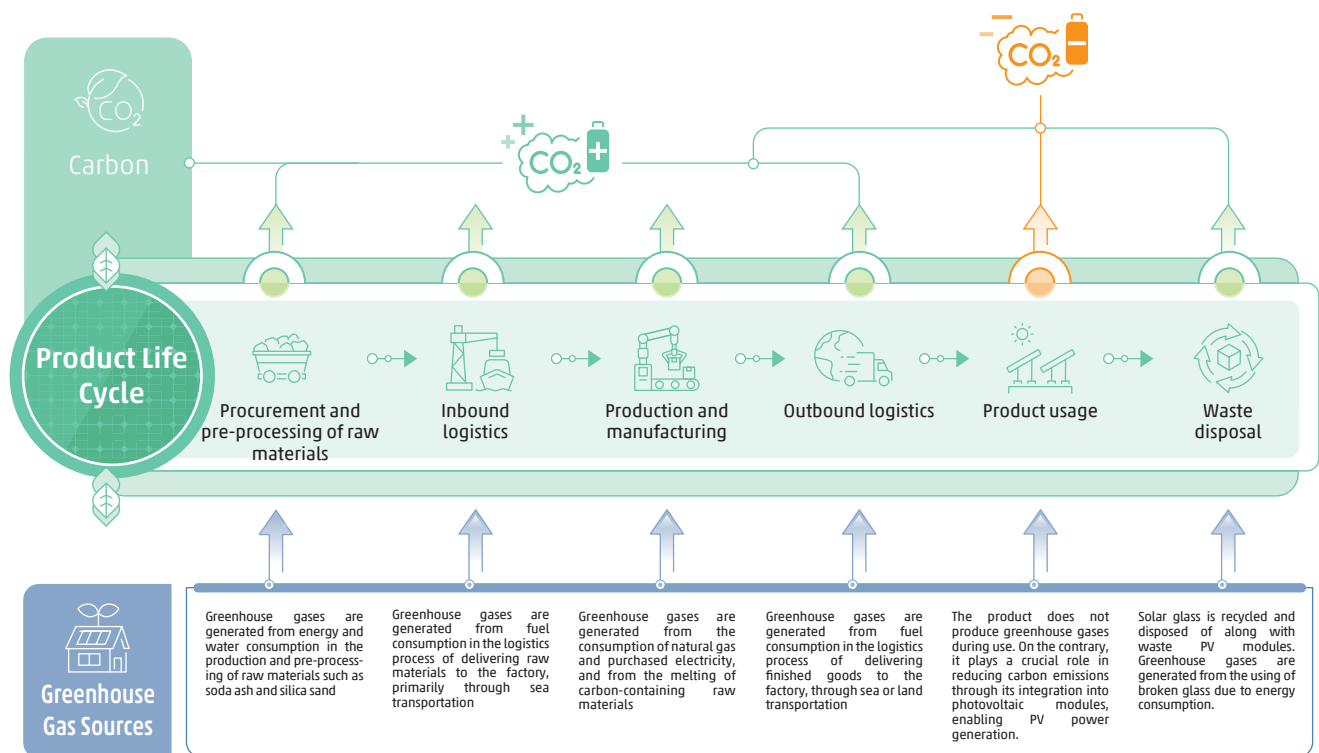 CO2
Carbon
CO2
CO2
Product Life
Cycle
Procurement and
pre-processing of raw
materials
Inbound
logistics
Production and
manufacturing
Outbound logistics
Product usage
Waste
disposal
Greenhouse
Gas Sources
Greenhouse gases are
generated from energy and
water consumption in the
production and pre-process-
ing of raw materials such as
soda ash and silica sand
Greenhouse gases are
generated from fuel
consumption in the logistics
process of delivering raw
materials to the factory,
primarily through sea
transportation
Greenhouse gases are
generated from the
consumption of natural gas
and purchased electricity,
and from the melting of
carbon-containing raw
materials
Greenhouse gases are
generated from fuel
consumption in the logistics
process of delivering
finished goods to the
factory, through sea or land
transportation
The product does not
produce greenhouse gases
during use. On the contrary,
it plays a crucial role in
reducing carbon emissions
through its integration into
photovoltaic modules,
enabling PV power
generation.
Solar glass is recycled and
disposed of along with
waste PV modules.
Greenhouse gases are
generated from the using of
broken glass due to energy
consumption.